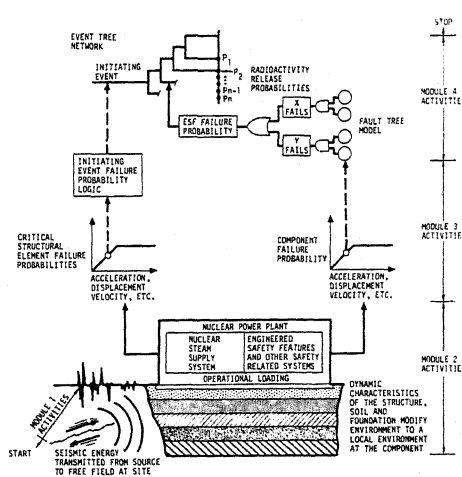 STOP
EVENT TREE
NETWORK
INITIATING
EVENT
P1
P2
Pn-1
Pn
RADIOACTIVITY
RELEASE
PROBABILITIES
MODULE 4
ACTIVITIE
ESF FAILURE
PROBABILITY
X
FAILS
Y
FAILS
FAULT TREE
MODEL
INITIATING
EVENT FAILURE
PROBABILITY
LOGIC
MODULE 3
ACTIVITIE
CRITICAL
STRUCTURAL
ELEMENT FAILURE
PROBABILITIES
ACCELERATION,
DISPLACEMENT
VELOCITY, ETC.
COMPONENT
FAILURE
PROBABILITY
ACCELERATION,
DISPLACEMENT
VELOCITY, ETC.
NUCLEAR POWER PLANT
NUCLEAR
STEAM
SUPPLY
SYSTEM
ENGINEERED
SAFETY FEATURES
AND OTHER SAFETY
RELATED SYSTEMS
OPERATIONAL LOADING
MODULE 2
ACTIVITIE
MODULE 1
ACTIVITIES
START
SEISMIC ENERGY
TRANSMITTED FROM SOURCE
TO FREE FIELD AT SITE
DYNAMIC
CHARACTERISTICS
OF THE STRUCTURE,
SOIL AND
FOUNDATION MODIFY
ENVIRONMENT TO A
LOCAL ENVIRONMENT
AT THE COMPONENT